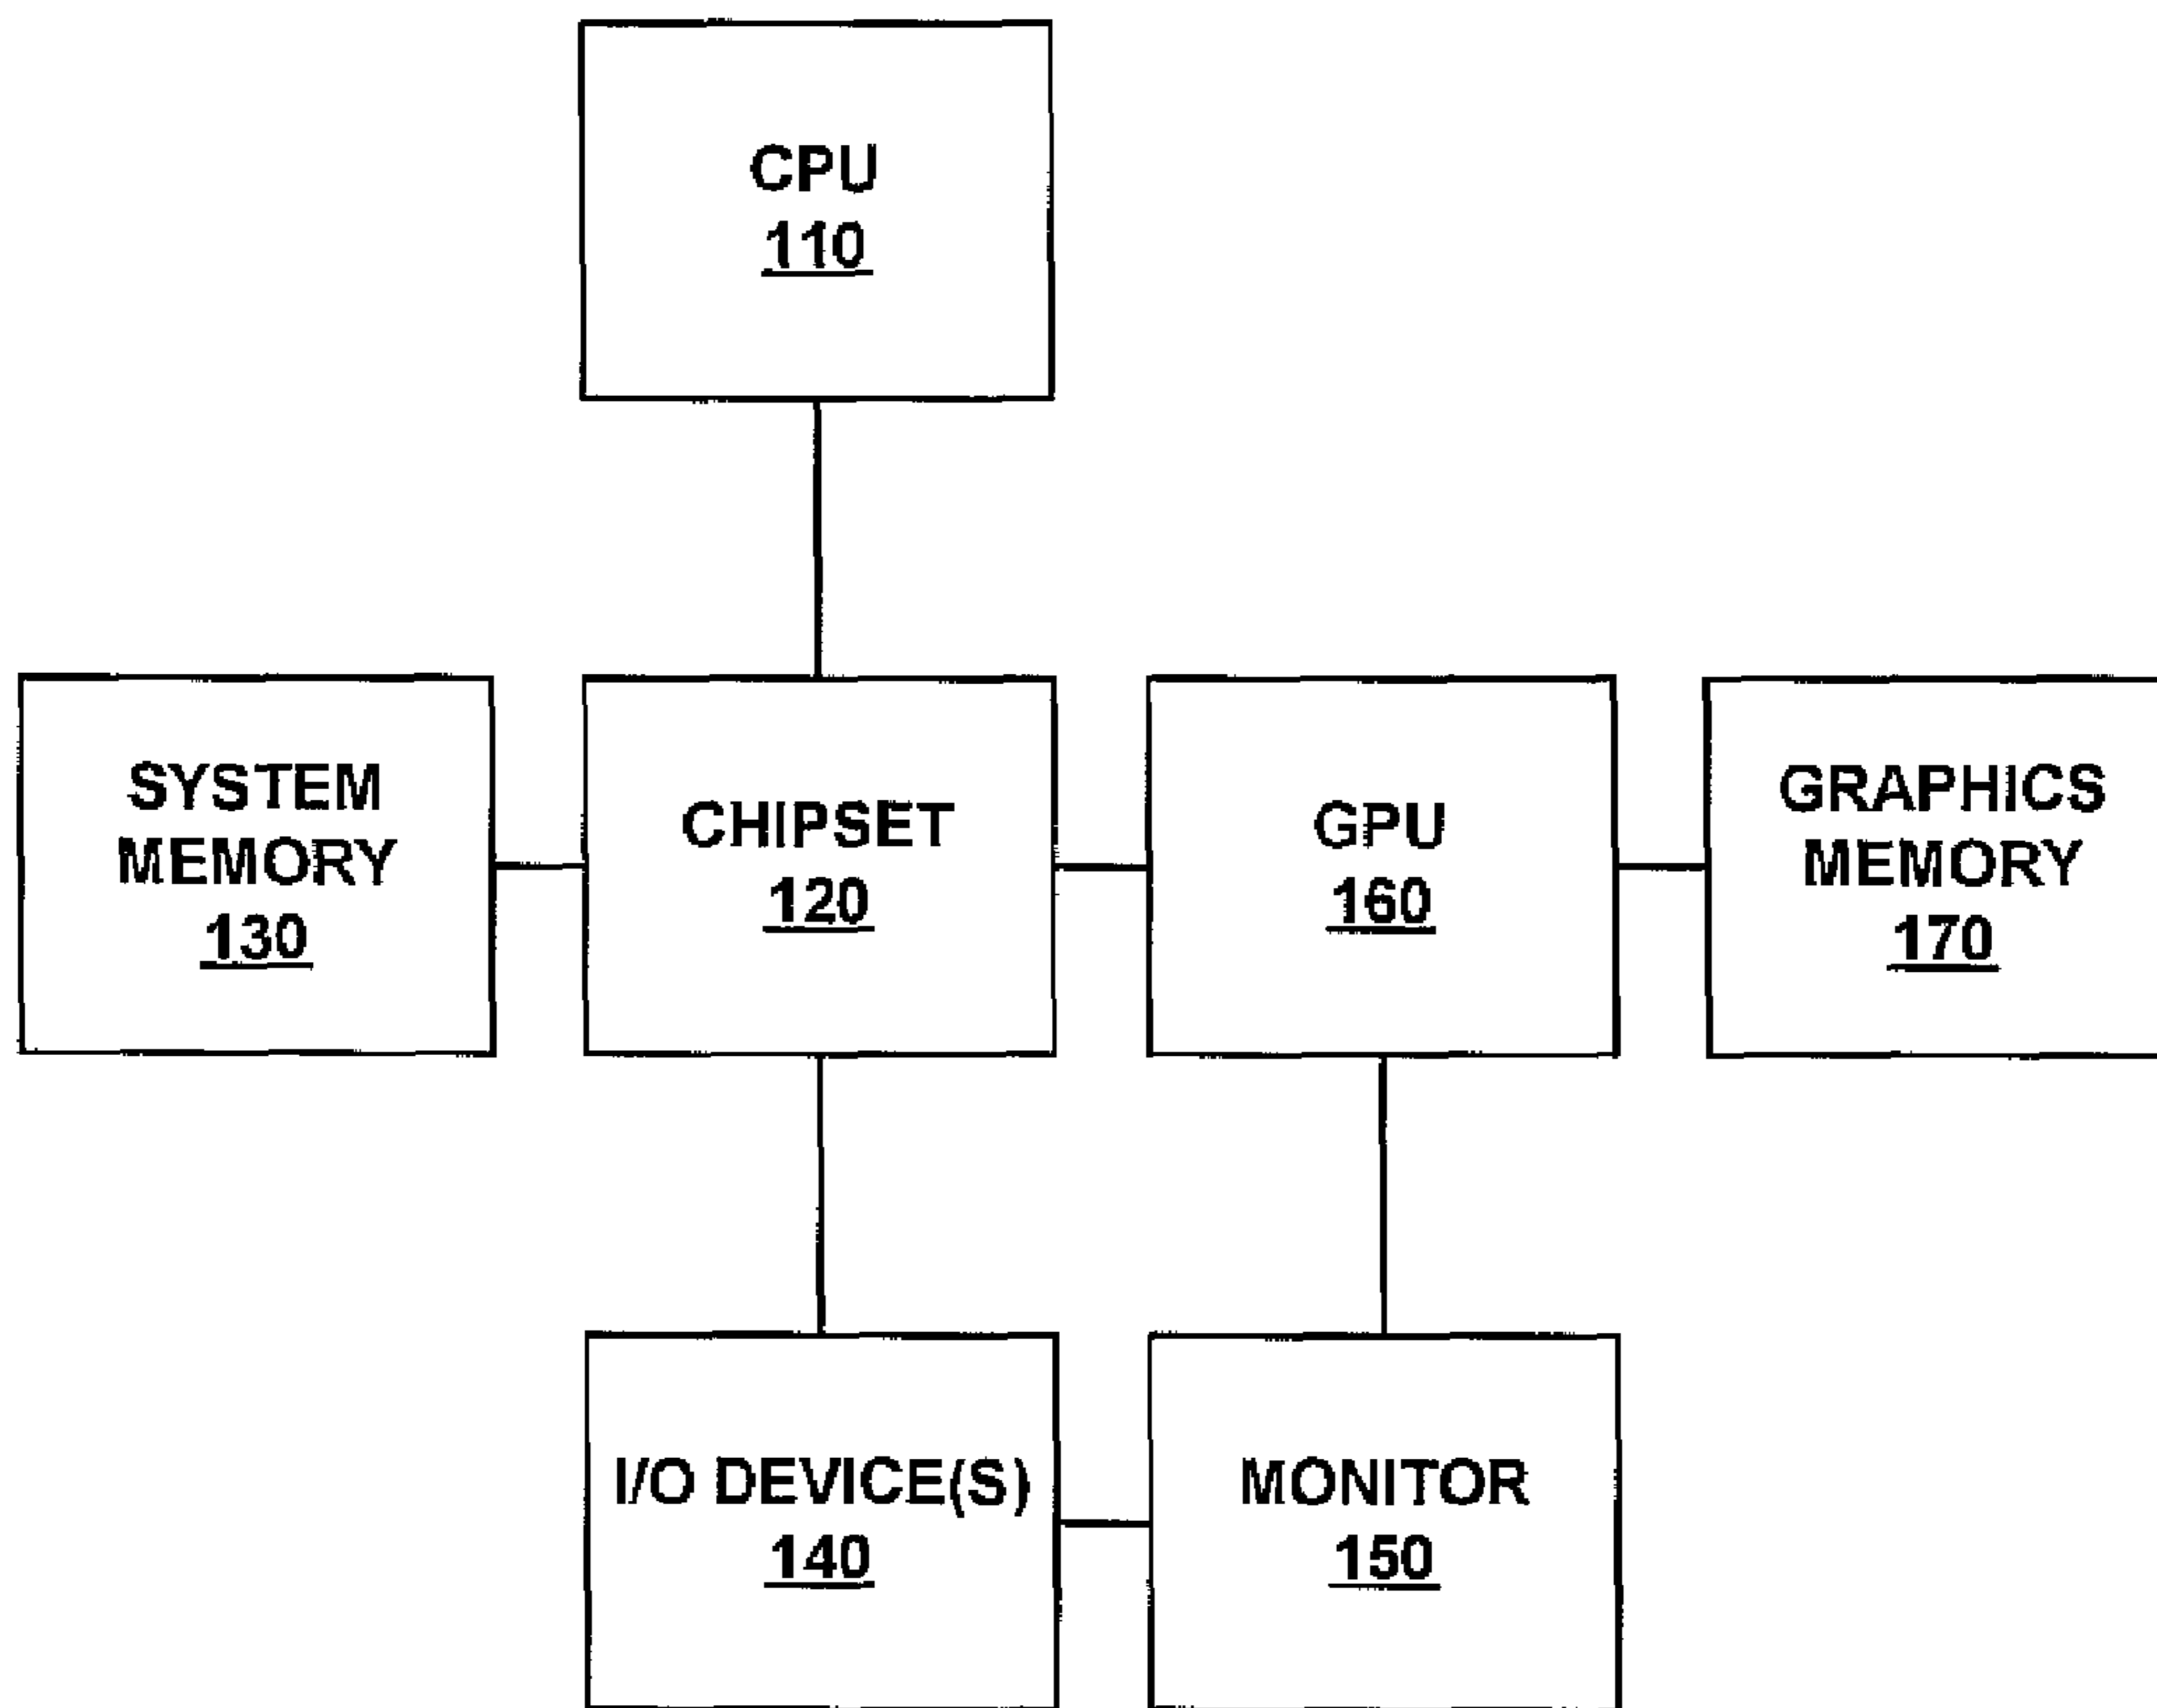 CPU
110
SYSTEM
MEMORY
130
CHIPSET
120
GPU
160
GRAPHICS
MEMORY
170
I/O DEVICE(S)
140
MONITOR
150